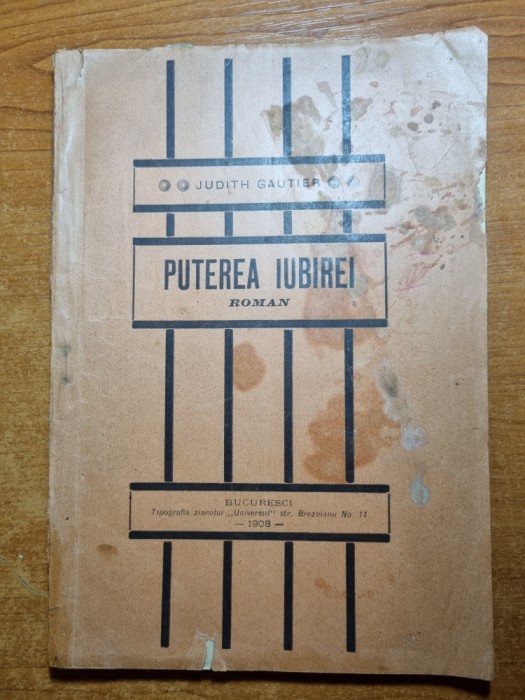 JUDITH GAUTIER
PUTEREA IUBIREI
ROMAN
BUCURESCI
Tipografia ziarului „Universul" str. Brezoianu No. 11
— 1908 —